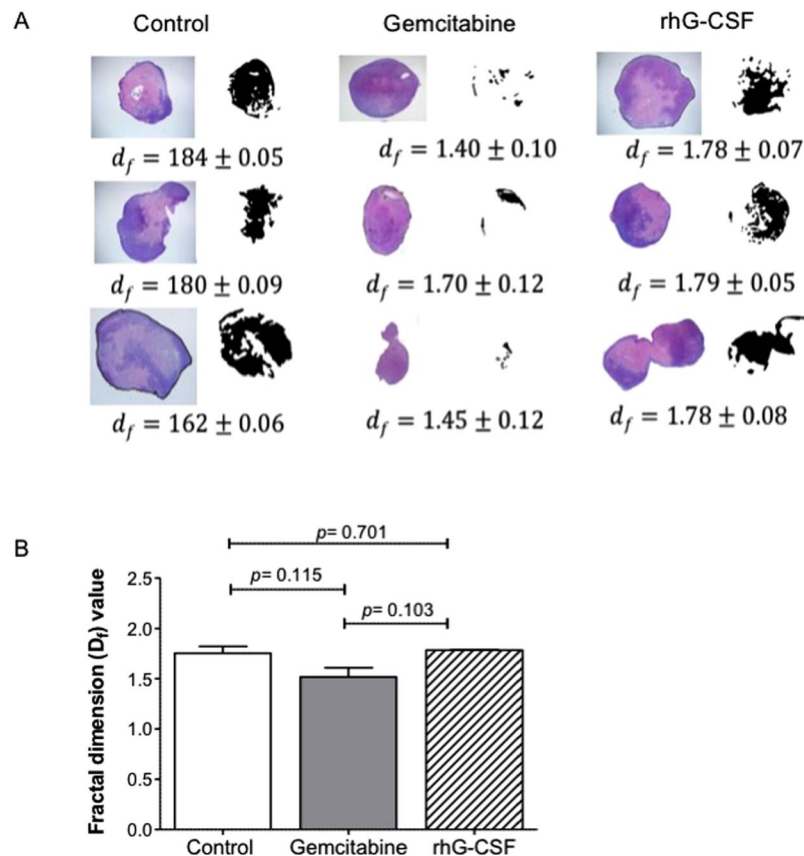 A
Control Gemcitabine rhG-CSF
d_f = 184 ± 0.05 d_f = 1.40 ± 0.10 d_f = 1.78 ± 0.07
d_f = 180 ± 0.09 d_f = 1.70 ± 0.12 d_f = 1.79 ± 0.05
d_f = 162 ± 0.06 d_f = 1.45 ± 0.12 d_f = 1.78 ± 0.08
B
p= 0.701
p= 0.115
p= 0.103
Fractal dimension (D_f) value
2.5
2.0
1.5
1.0
0.5
0.0
Control Gemcitabine rhG-CSF